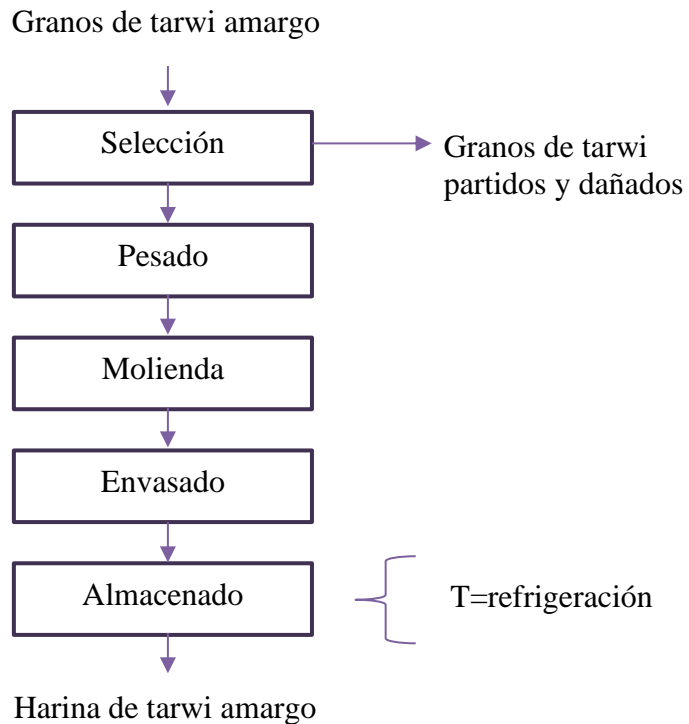 Granos de tarwi amargo
Selección
Granos de tarwi
partidos y dañados
Pesado
Molienda
Envasado
Almacenado
T=refrigeración
Harina de tarwi amargo